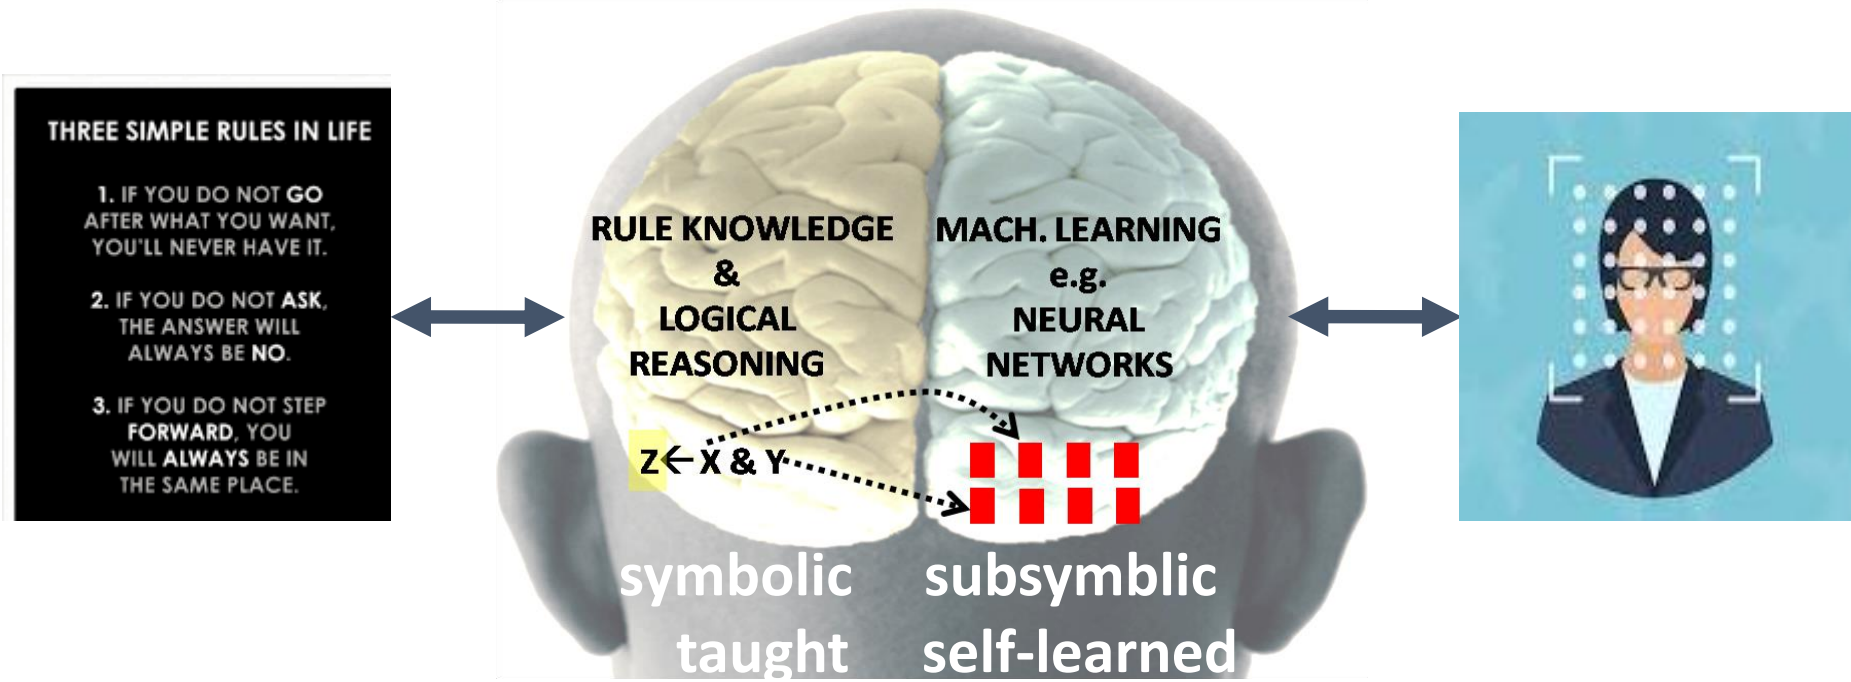 THREE SIMPLE RULES IN LIFE
1. IF YOU DO NOT GO
AFTER WHAT YOU WANT,
YOU'LL NEVER HAVE IT.
2. IF YOU DO NOT ASK,
THE ANSWER WILL
ALWAYS BE NO.
3. IF YOU DO NOT STEP
FORWARD, YOU
WILL ALWAYS BE IN
THE SAME PLACE.
RULE KNOWLEDGE
&
LOGICAL
REASONING
Z←X & Y
symbolic
taught
MACH. LEARNING
e.g.
NEURAL
NETWORKS
subsymblic
self-learned